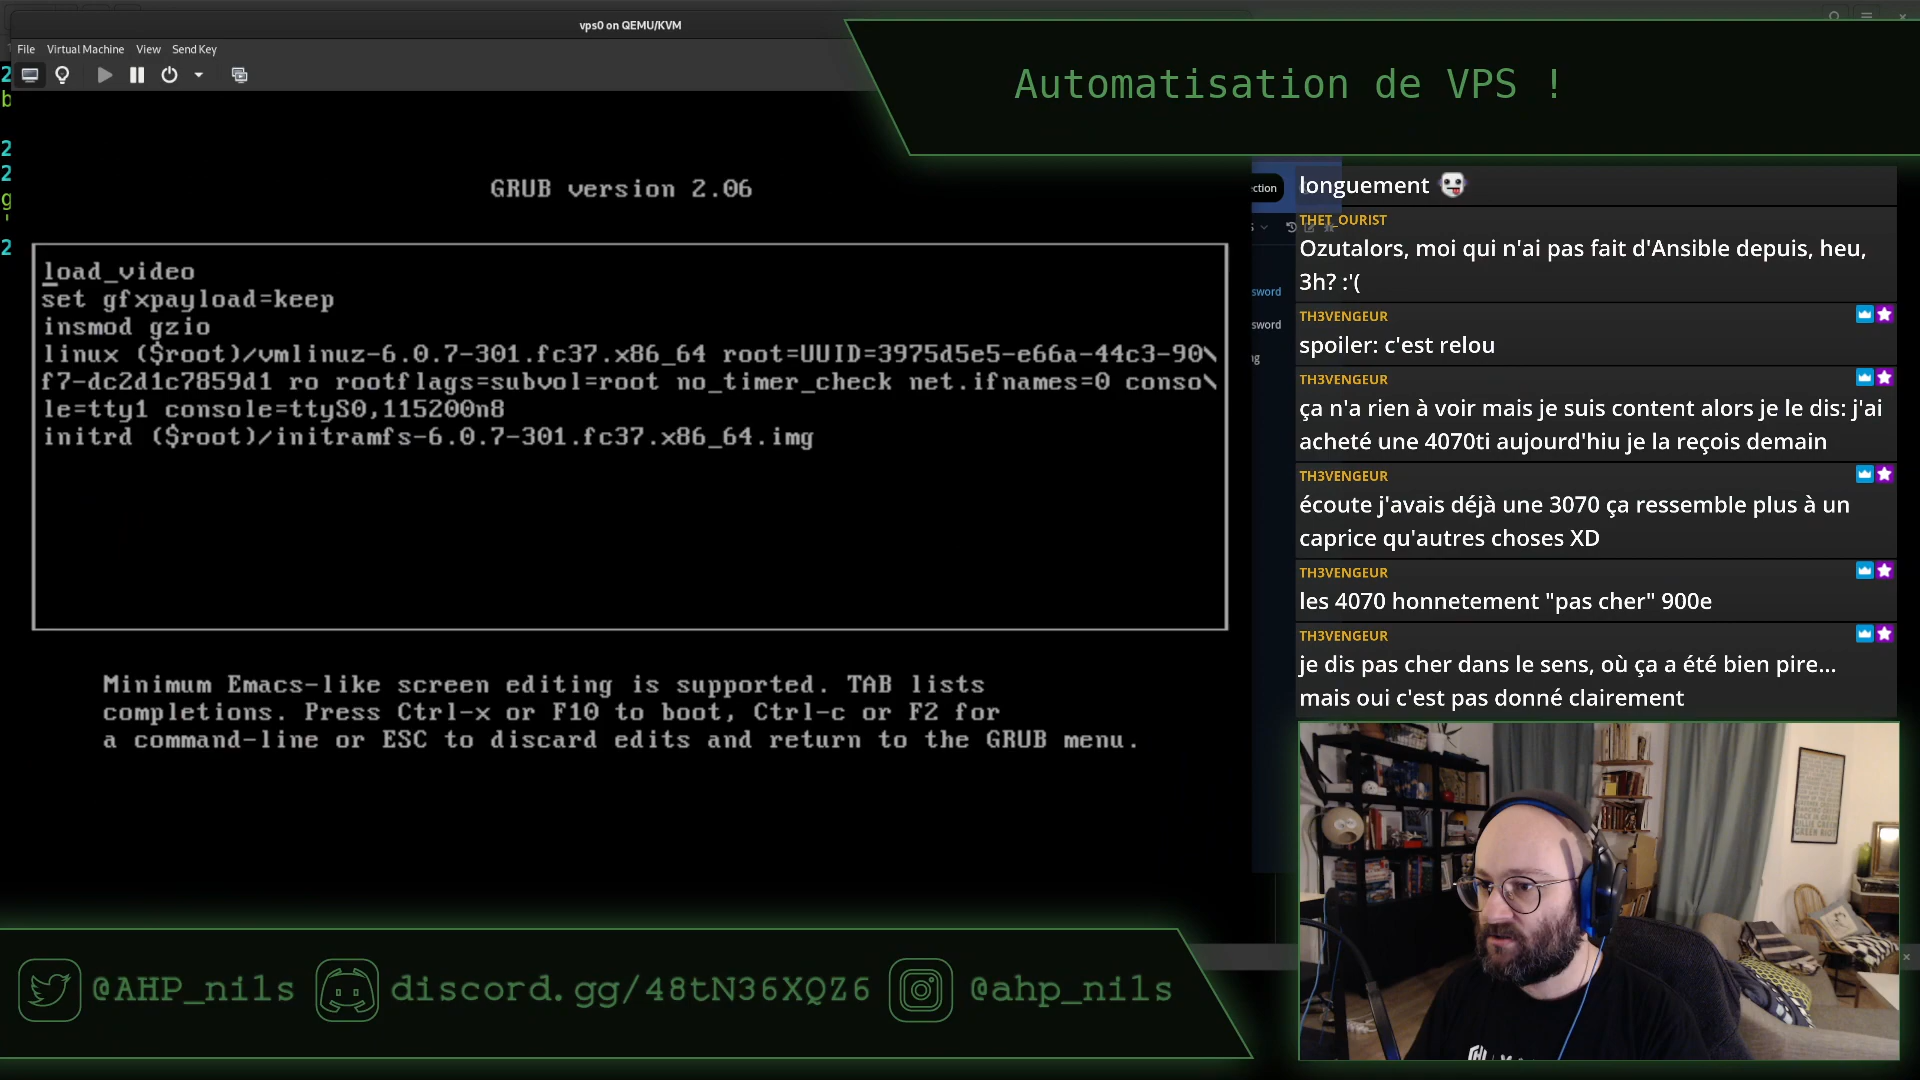 vps0 on QEMU/KVM
File Virtual Machine View Send Key
Automatisation de VPS !
GRUB version 2.06
load_video
set gfxpayload=keep
insmod gzio
linux ($root)/vmlinuz-6.0.7-301.fc37.x86_64 root=UUID=3975d5e5-e66a-44c3-90\
f7-dc2d1c7859d1 ro rootflags=subvol=root no_timer_check net.ifnames=0 conso\
le=tty1 console=ttyS0,115200n8
initrd ($root)/initramfs-6.0.7-301.fc37.x86_64.img
Minimum Emacs-like screen editing is supported. TAB lists
completions. Press Ctrl-x or F10 to boot, Ctrl-c or F2 for
a command-line or ESC to discard edits and return to the GRUB menu.
ction
sword
sword
longuement
THET_OURIST
Ozutalors, moi qui n'ai pas fait d'Ansible depuis, heu,
3h? :'(
TH3VENGEUR
spoiler: c'est relou
TH3VENGEUR
ça n'a rien à voir mais je suis content alors je le dis: j'ai
acheté une 4070ti aujourd'hiu je la reçois demain
TH3VENGEUR
écoute j'avais déjà une 3070 ça ressemble plus à un
caprice qu'autres choses XD
TH3VENGEUR
les 4070 honnetement "pas cher" 900e
TH3VENGEUR
je dis pas cher dans le sens, où ça a été bien pire...
mais oui c'est pas donné clairement
@AHP_nils discord.gg/48tN36XQZ6 @ahp_nils